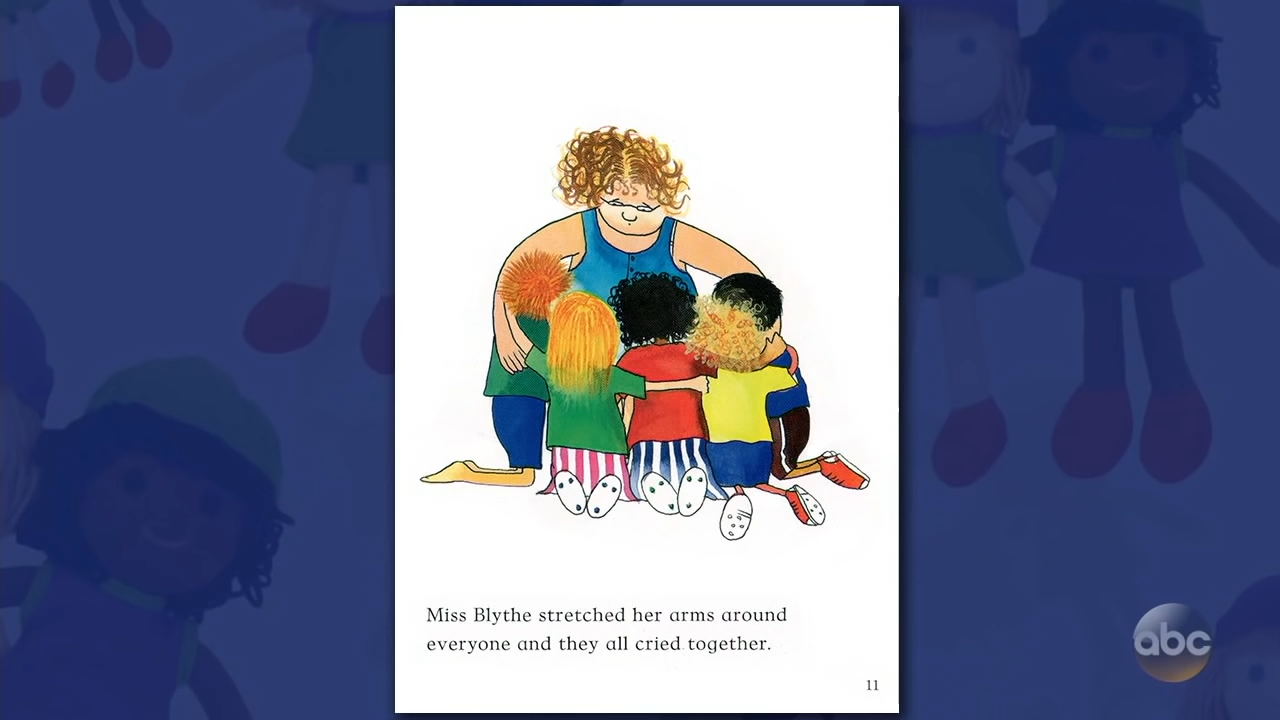 Miss Blythe stretched her arms around
everyone and they all cried together.
11
abc